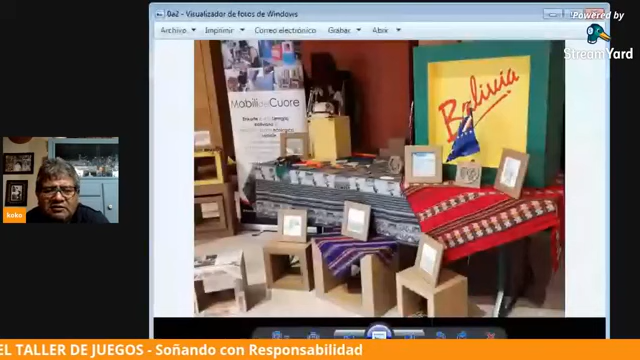 0a2 - Visualizador de fotos de Windows
Powered by
StreamYard
Archivo
Imprimir
Correo electrónico
Grabar
Abrir
Mobili del Cuore
Bolivia
koko
EL TALLER DE JUEGOS - Soñando con Responsabilidad